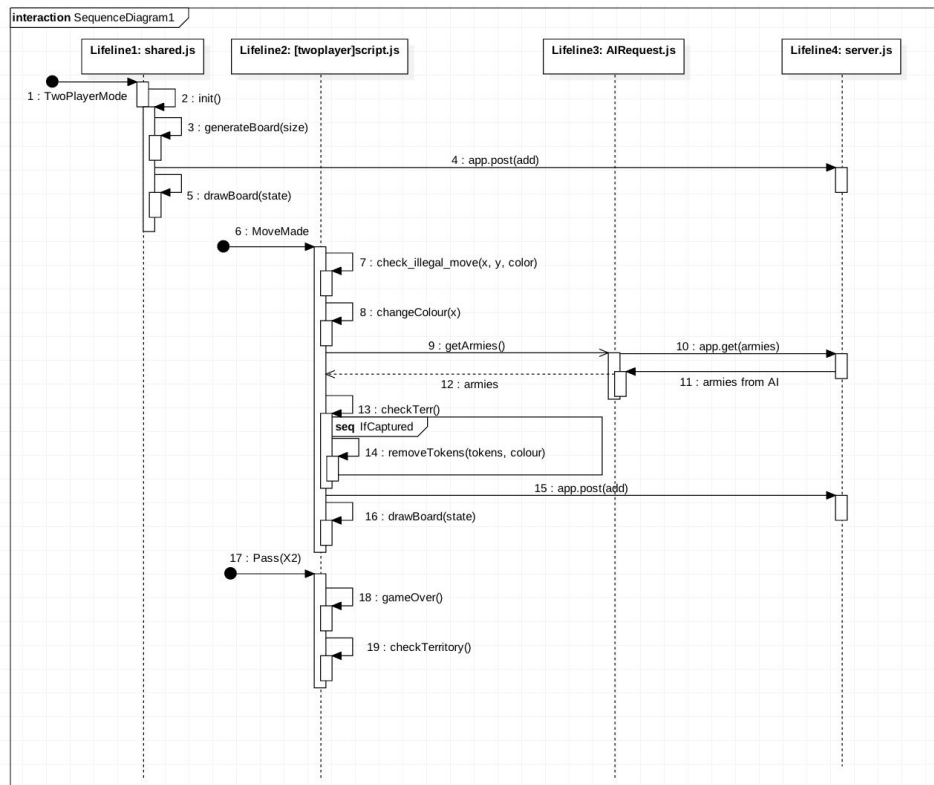 interaction SequenceDiagram1
Lifeline1: shared.js
Lifeline2: [twoplayer]script.js
Lifeline3: AIRequest.js
Lifeline4: server.js
1 : TwoPlayerMode
2 : init()
3 : generateBoard(size)
4 : app.post(add)
5 : drawBoard(state)
6 : MoveMade
7 : check_illegal_move(x, y, color)
8 : changeColour(x)
9 : getArmies()
10 : app.get(armies)
11 : armies from AI
12 : armies
13 : checkTerr()
seq IfCaptured
14 : removeTokens(tokens, colour)
15 : app.post(add)
16 : drawBoard(state)
17 : Pass(X2)
18 : gameOver()
19 : checkTerritory()